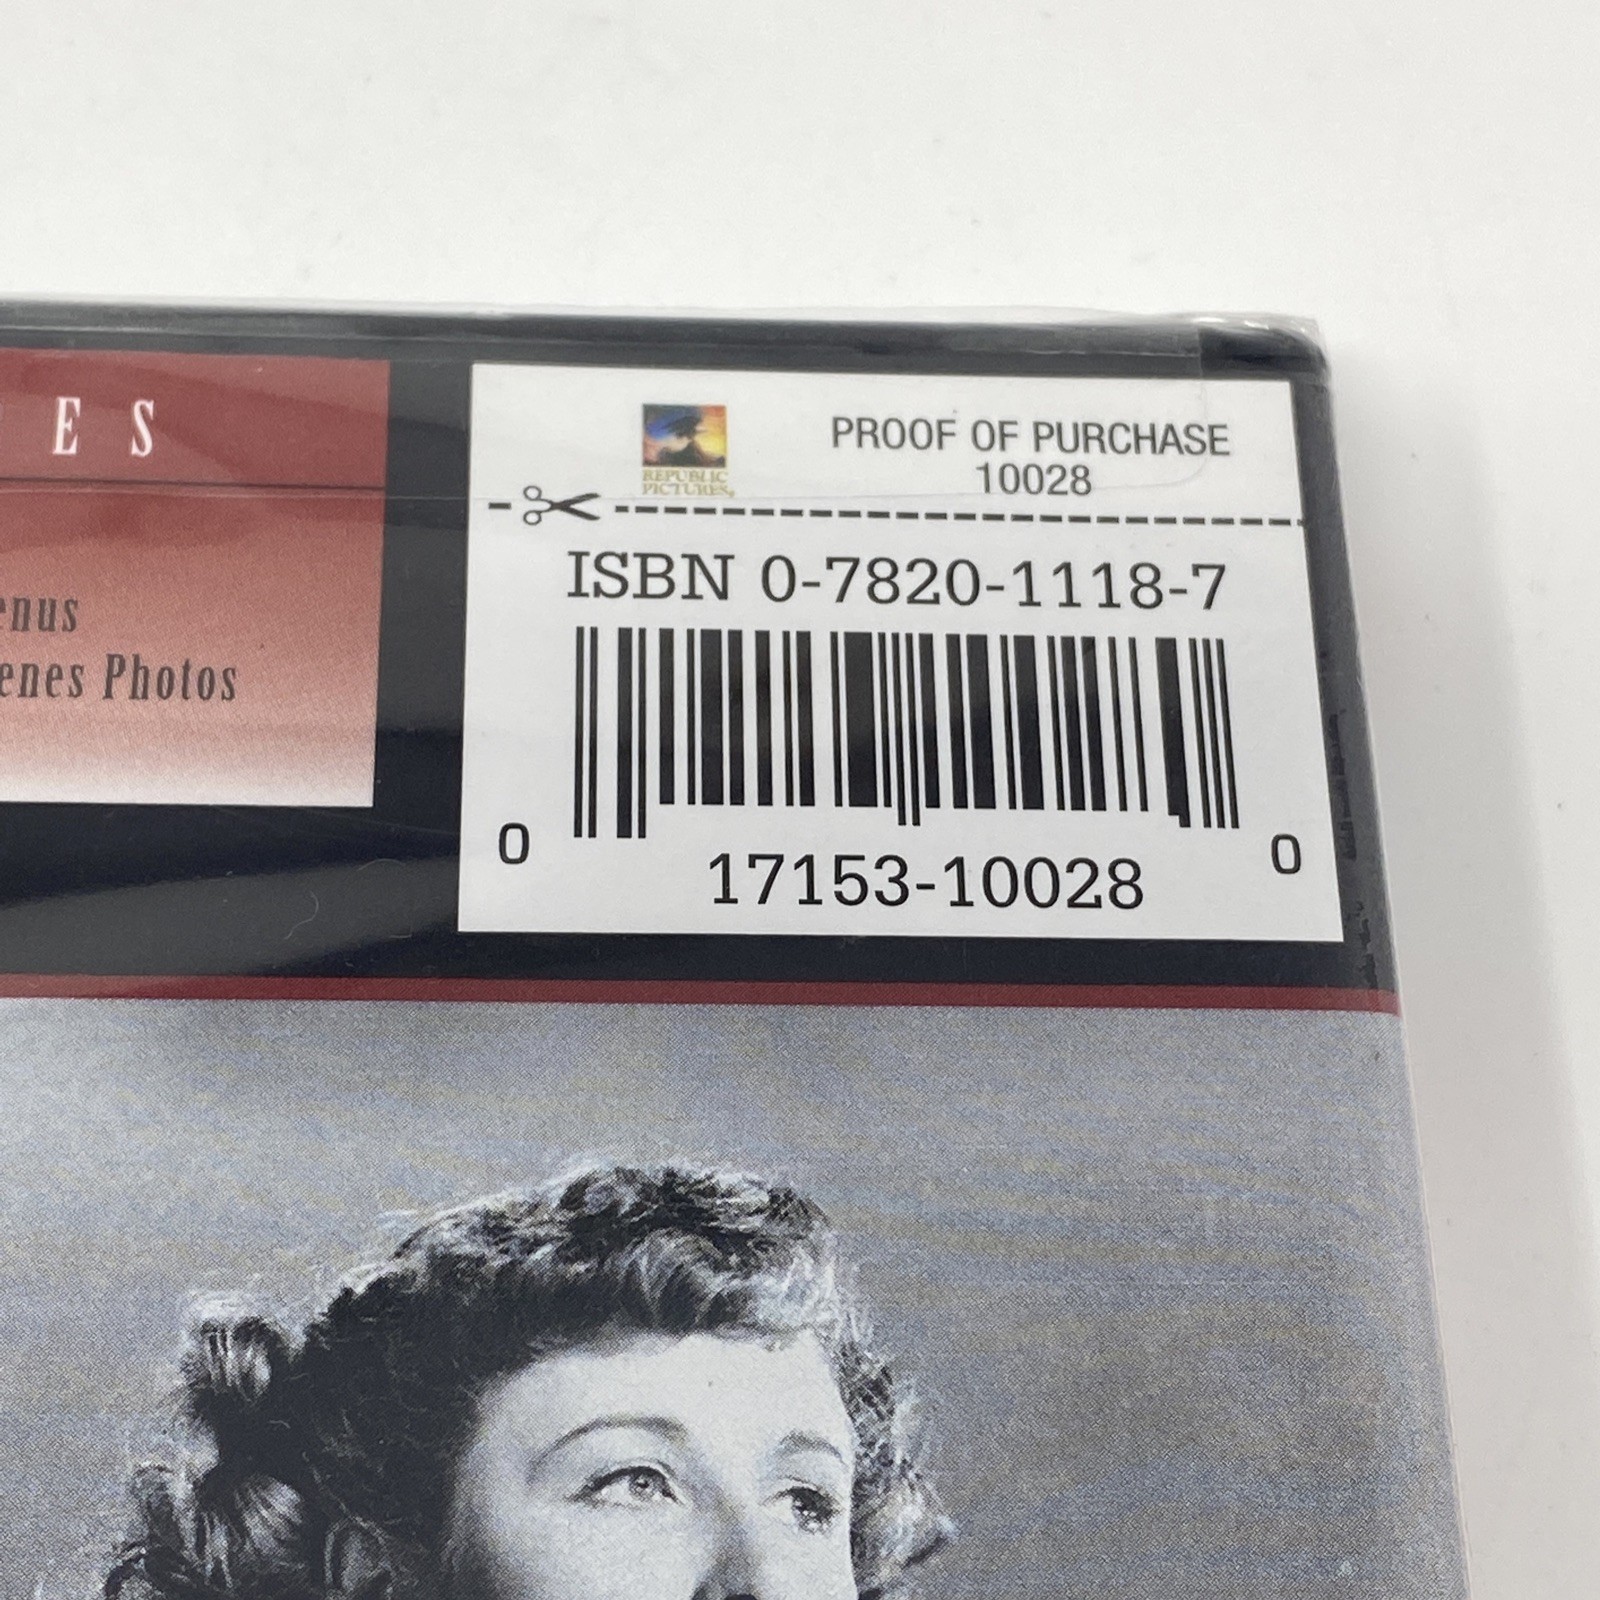 E S
enus
enes Photos
REPUBLIC
PICTURES®
PROOF OF PURCHASE
10028
ISBN 0-7820-1118-7
0 17153-10028 0